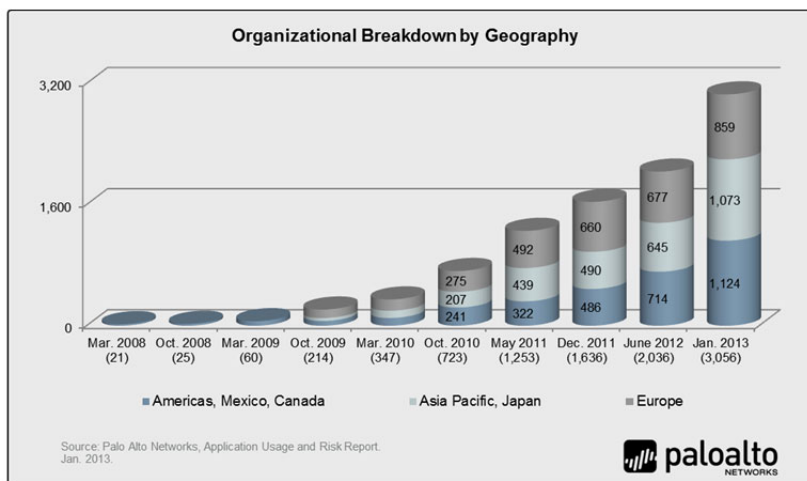 Organizational Breakdown by Geography
3,200
1,600
0
241
207
275
322
439
492
486
490
660
714
645
677
1,124
1,073
859
Mar. 2008 Oct. 2008 Mar. 2009 Oct. 2009 Mar. 2010 Oct. 2010 May 2011 Dec. 2011 June 2012 Jan. 2013
(21) (25) (60) (214) (347) (723) (1,253) (1,636) (2,036) (3,056)
Americas, Mexico, Canada Asia Pacific, Japan Europe
Source: Palo Alto Networks, Application Usage and Risk Report.
Jan. 2013.
paloalto
NETWORKS